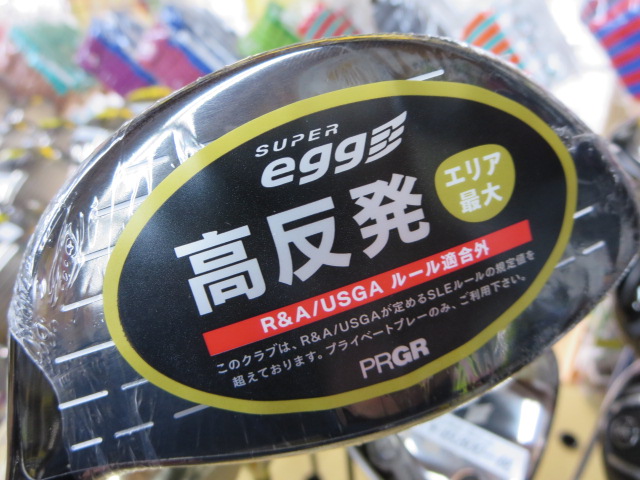 SUPER
egg
高反発
エリア
最大
R&A/USGA ルール適合外
このクラブは、R&A/USGAが定めるSLEルールの規定値を
超えております。プライベートプレーのみ、ご利用下さい。
PRGR